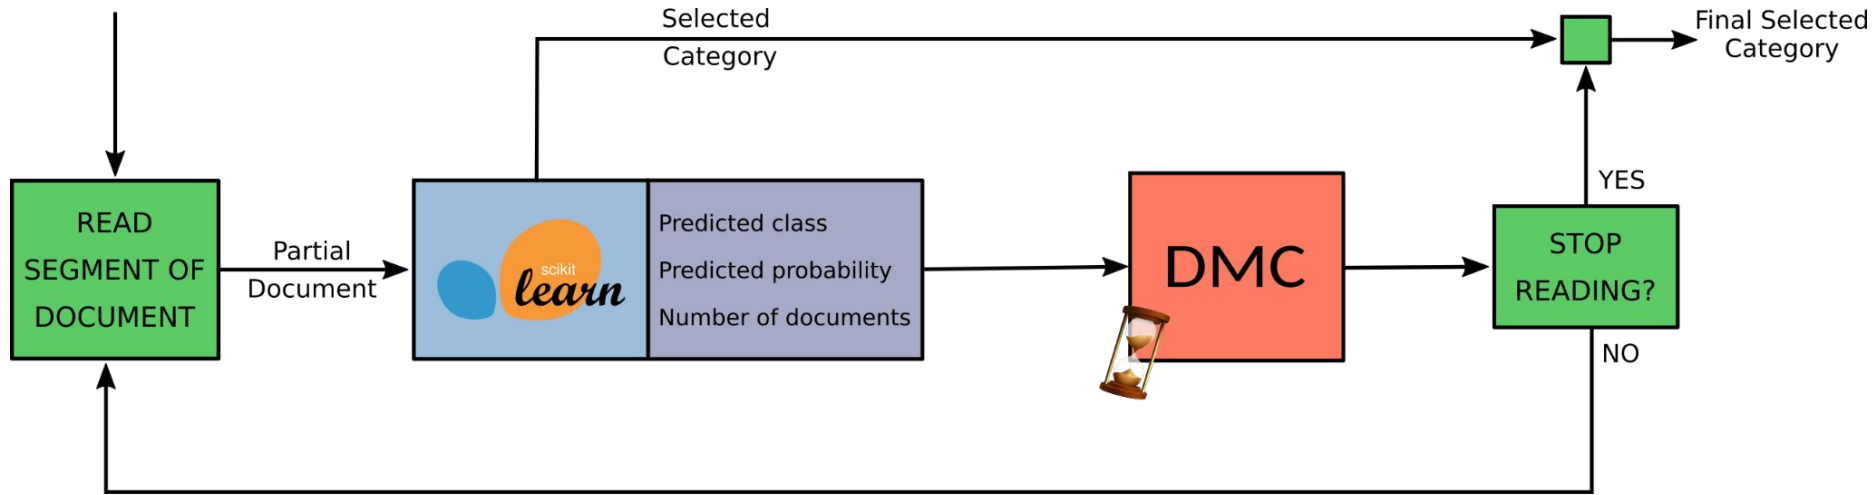 Selected
Category
Final Selected
Category
READ
SEGMENT OF
DOCUMENT
Partial
Document
scikit
learn
Predicted class
Predicted probability
Number of documents
DMC
YES
STOP
READING?
NO